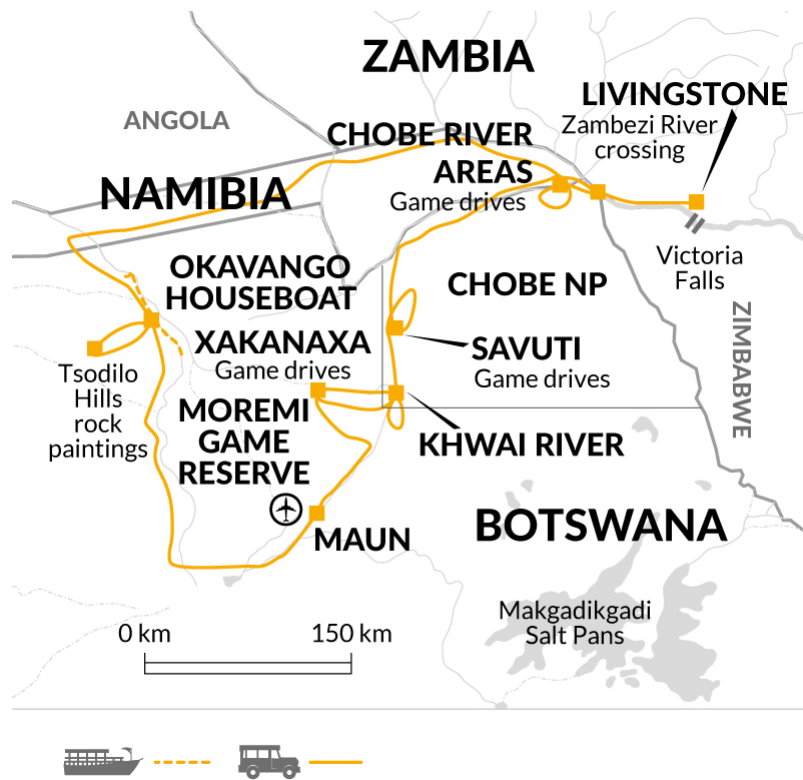 ZAMBIA
LIVINGSTONE
Zambezi River
crossing
ANGOLA
CHOBE RIVER
AREAS
Game drives
NAMIBIA
Victoria
Falls
OKAVANGO
HOUSEBOAT
CHOBE NP
ZIMBABWE
XAKANAXA
Game drives
SAVUTI
Game drives
Tsodilo
Hills
rock
paintings
MOREMI
GAME
RESERVE
KHWAI RIVER
MAUN
BOTSWANA
Makgadikgadi
Salt Pans
0 km
150 km